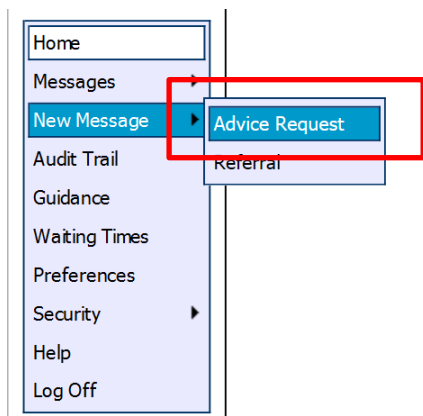 Home
Messages
New Message
Advice Request
Audit Trail
Referral
Guidance
Waiting Times
Preferences
Security
Help
Log Off